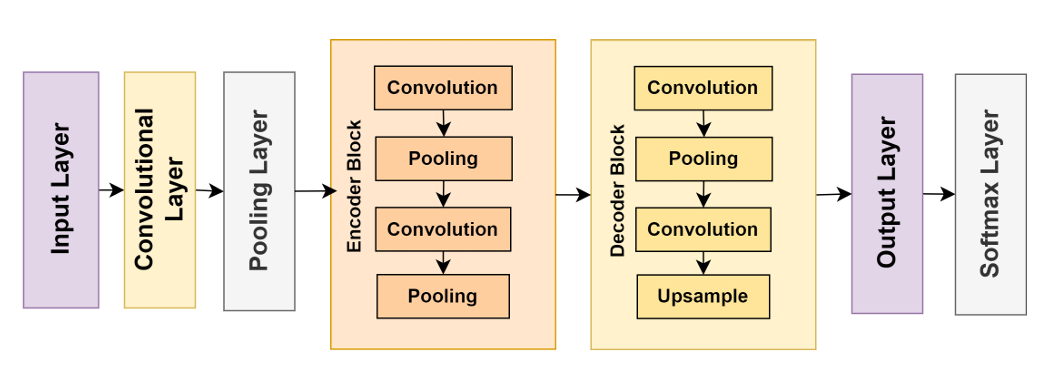 Input Layer
Convolutional
Layer
Pooling Layer
Encoder Block
Convolution
Pooling
Convolution
Pooling
Decoder Block
Convolution
Pooling
Convolution
Upsample
Output Layer
Softmax Layer